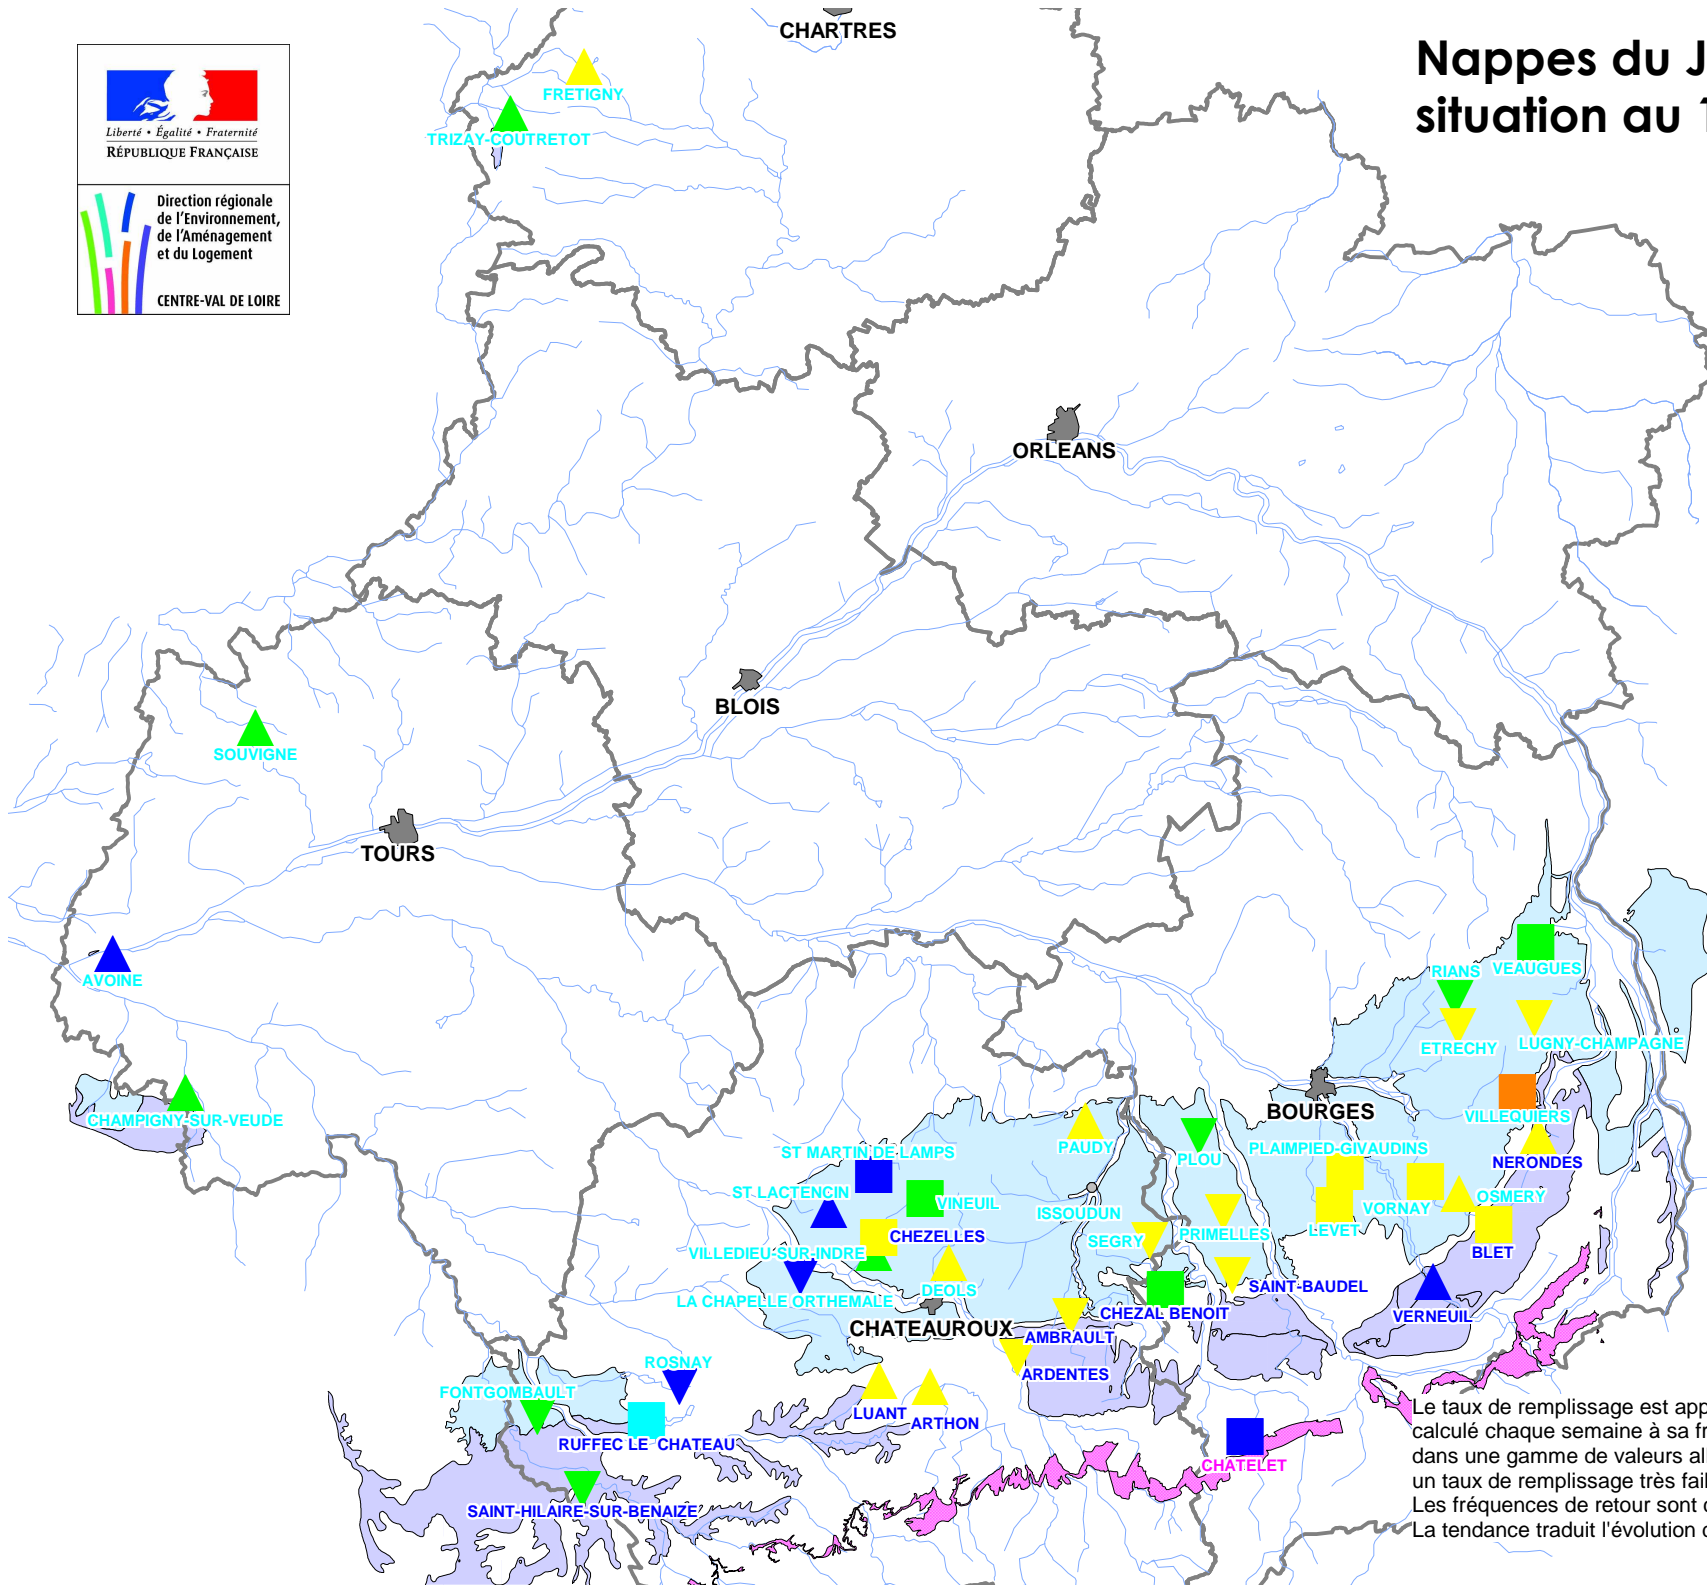 CHARTRES
Nappes du J
situation au 1
Liberté • Égalité • Fraternité
RÉPUBLIQUE FRANÇAISE
Direction régionale
de l'Environnement,
de l'Aménagement
et du Logement
CENTRE-VAL DE LOIRE
FRETIGNY
TRIZAY-COUTRETOT
ORLEANS
BLOIS
SOUVIGNE
TOURS
AVOINE
RIANS
VEAUGUES
ETRECHY
LUGNY-CHAMPAGNE
CHAMPIGNY-SUR-VEUDE
BOURGES
VILLEQUIERS
ST MARTIN DE LAMPS
PAUDY
PLOU
PLAIMPIED-GIVAUDINS
NERONDES
ST LACTENCIN
VINEUIL
ISSOUDUN
VORNAY
OSMERY
CHEZELLES
SEGRY
PRIMELLES
LEVET
BLET
VILLEDIEU-SUR-INDRE
DEOLS
SAINT-BAUDEL
LA CHAPELLE ORTHEMALE
CHEZAL BENOIT
VERNEUIL
CHATEAUROUX
AMBRAULT
ROSNAY
ARDENTES
FONTGOMBAULT
LUANT
ARTHON
RUFFEC LE CHATEAU
CHATELET
SAINT-HILAIRE-SUR-BENAIZE
Le taux de remplissage est app
calculé chaque semaine à sa fr
dans une gamme de valeurs all
un taux de remplissage très fail
Les fréquences de retour sont c
La tendance traduit l'évolution d